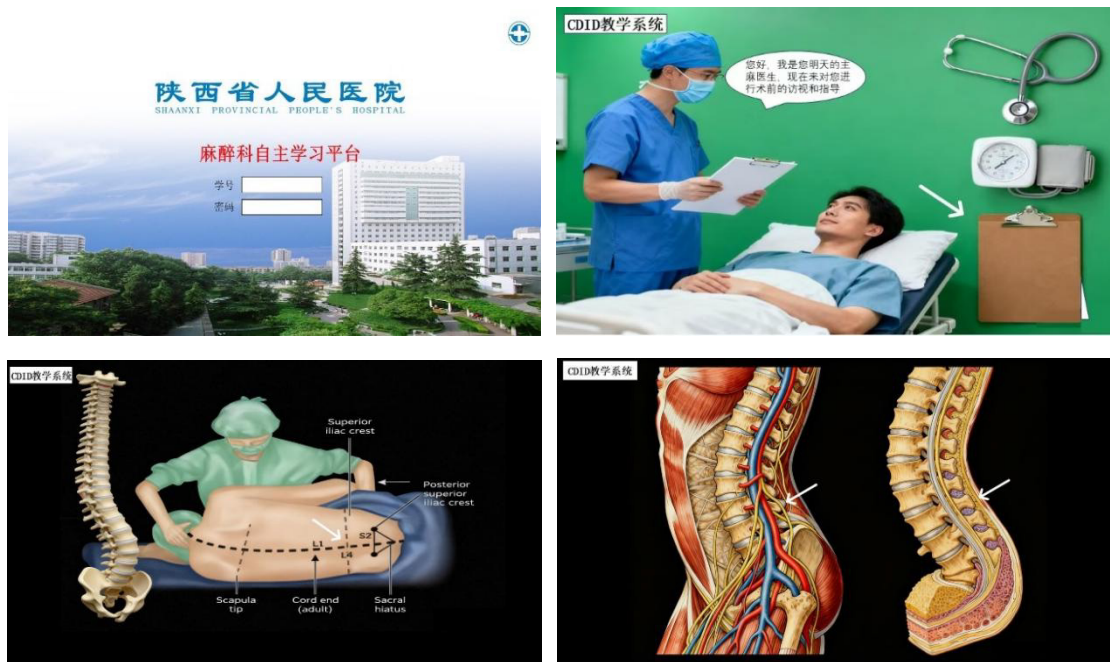 陕西省人民医院
SHAANXI PROVINCIAL PEOPLE'S HOSPITAL
麻醉科自主学习平台
学号
密码
CDID教学系统
您好，我是您明天的主
麻医生，现在来对您进
行术前的访视和指导
CDID教学系统
Superior
iliac crest
Posterior
superior
iliac crest
S2
L1
L4
Scapula
tip
Cord end
(adult)
Sacral
hiatus
CDID教学系统